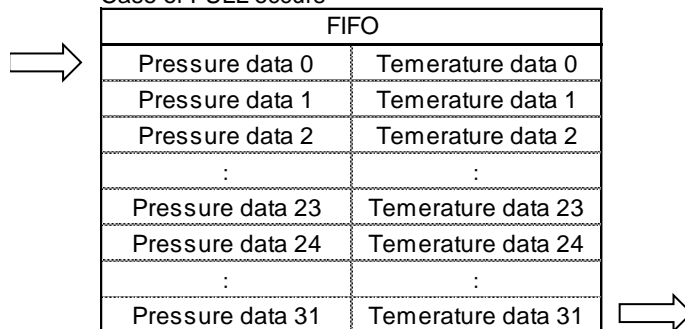 Case of FULL occurs
FIFO
Pressure data 0 Temerature data 0
Pressure data 1 Temerature data 1
Pressure data 2 Temerature data 2
: :
Pressure data 23 Temerature data 23
Pressure data 24 Temerature data 24
: :
Pressure data 31 Temerature data 31